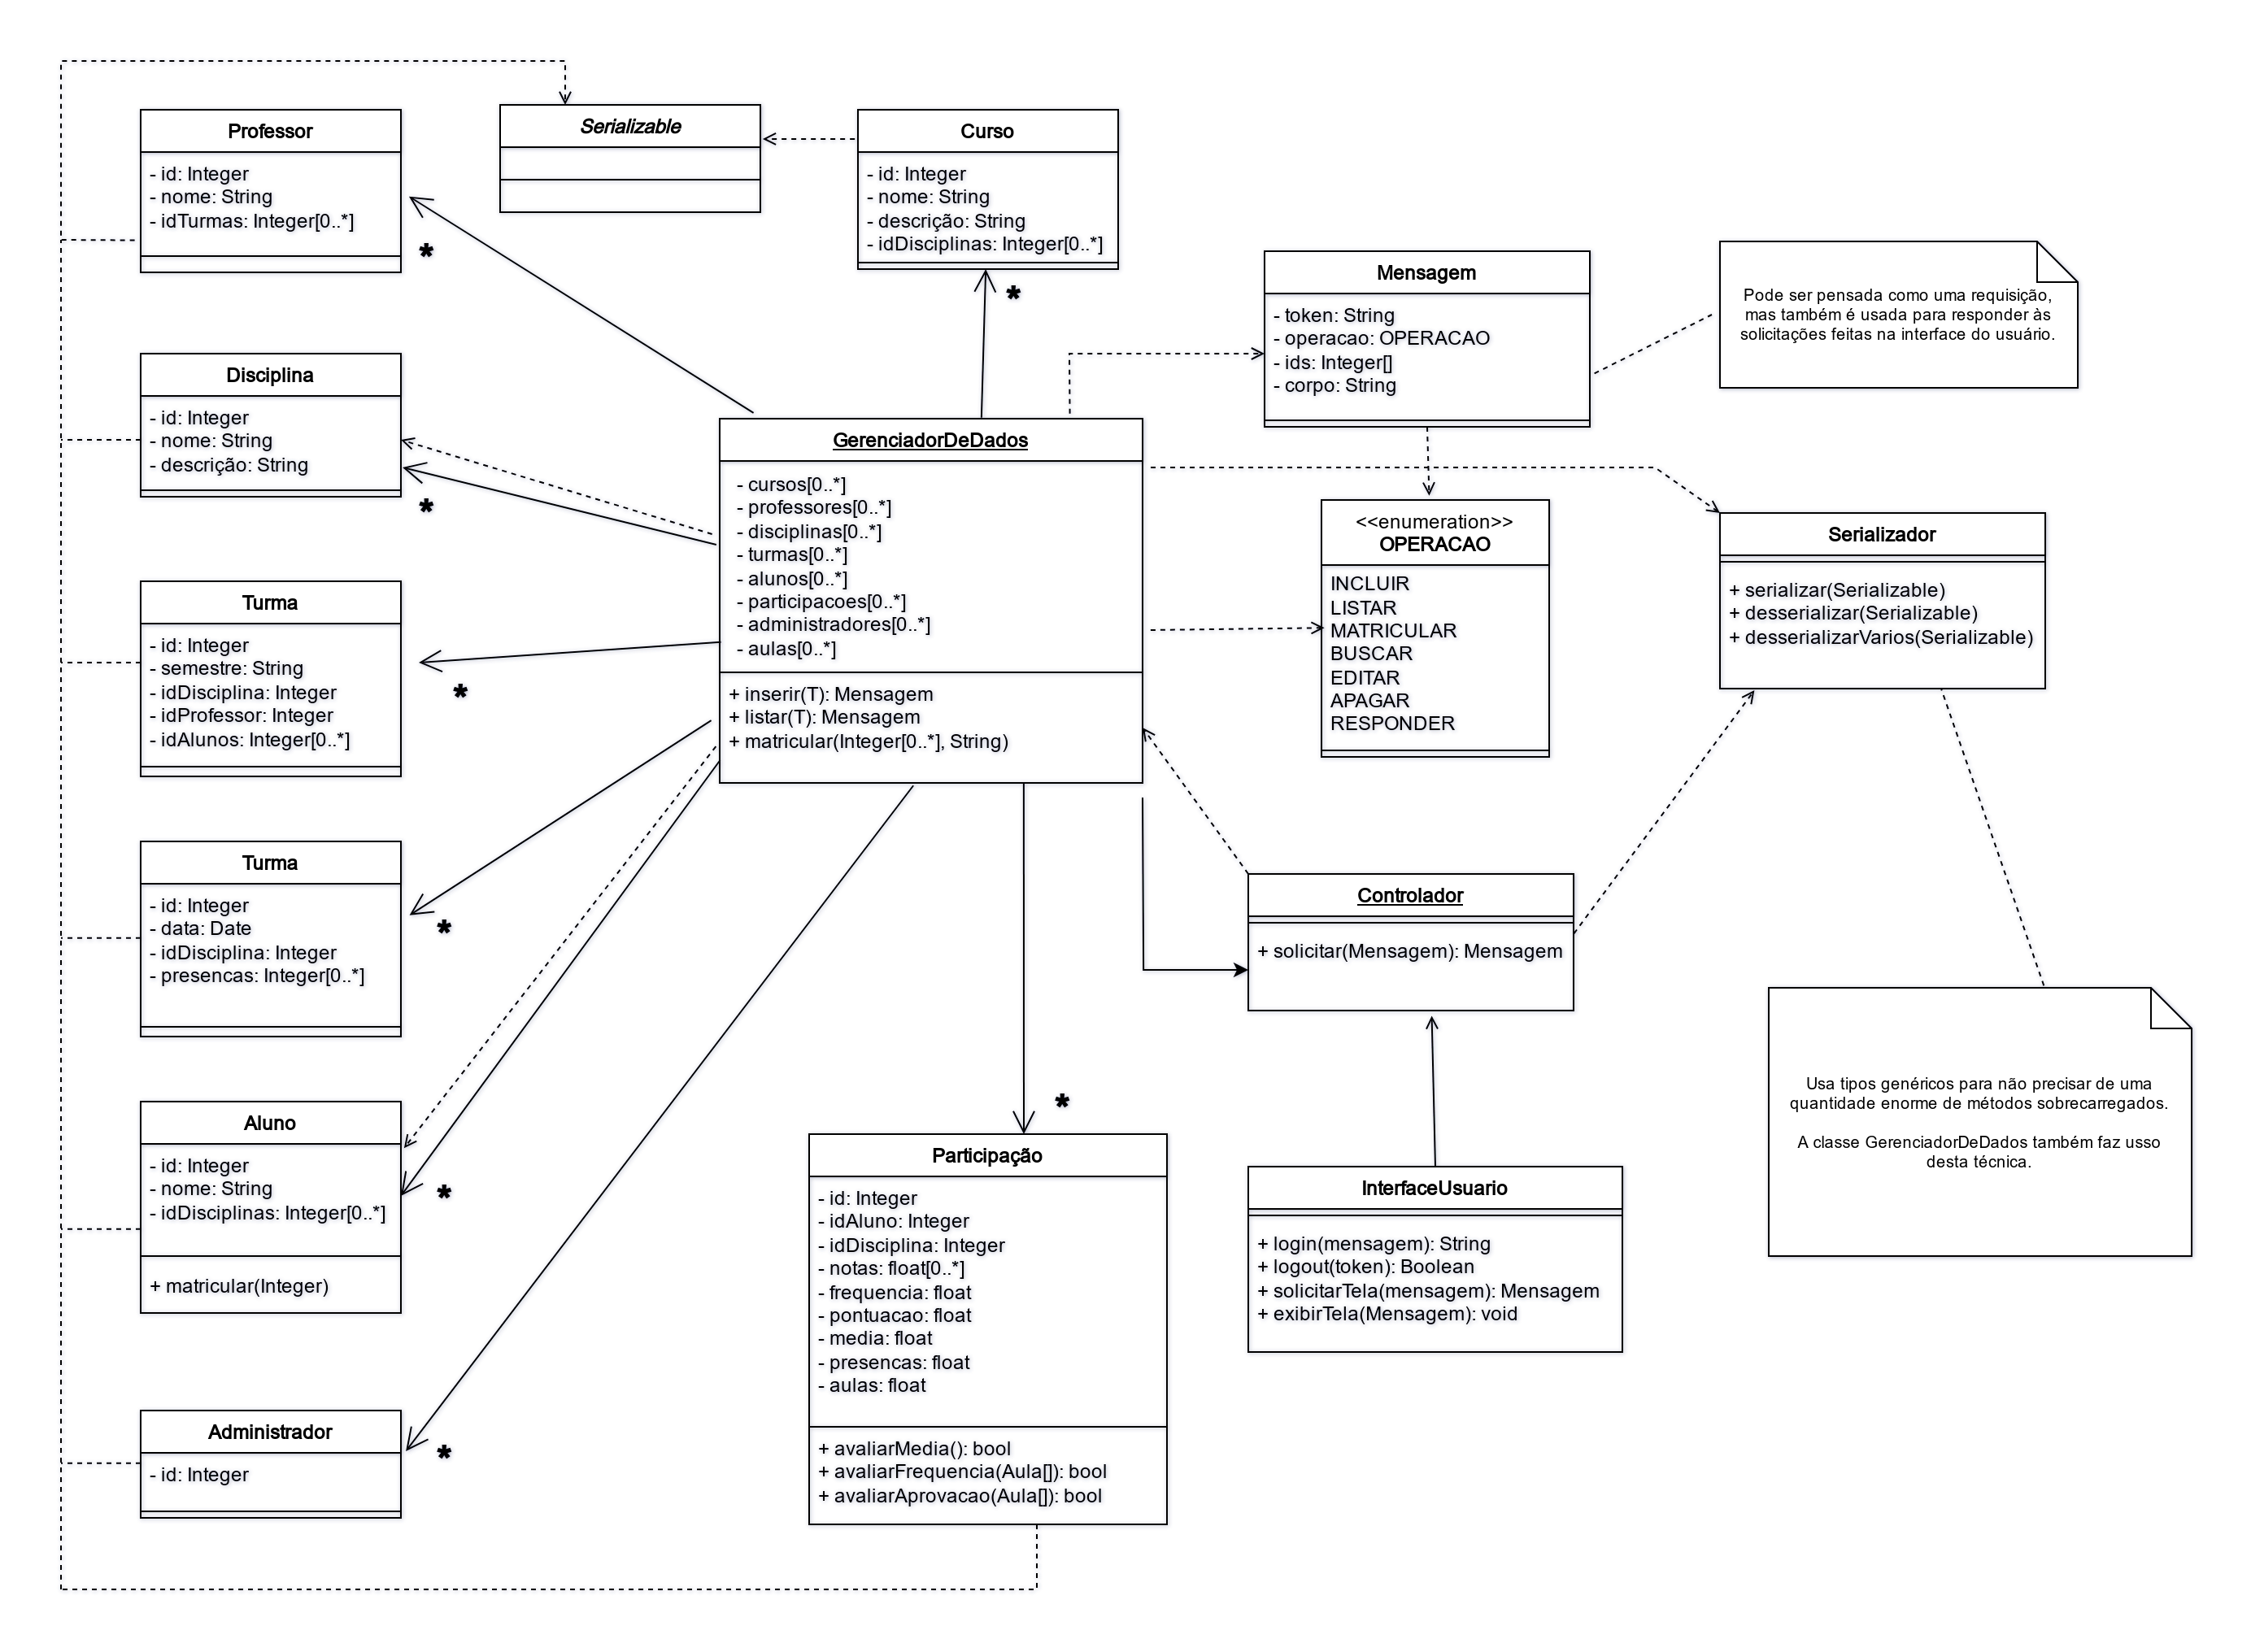 Professor
- id: Integer
- nome: String
- idTurmas: Integer[0..*]
*
Serializable
Curso
- id: Integer
- nome: String
- descrição: String
- idDisciplinas: Integer[0..*]
*
Mensagem
- token: String
- operacao: OPERACAO
- ids: Integer[]
- corpo: String
Pode ser pensada como uma requisição,
mas também é usada para responder às
solicitações feitas na interface do usuário.
Disciplina
- id: Integer
- nome: String
- descrição: String
*
GerenciadorDeDados
- cursos[0..*]
- professores[0..*]
- disciplinas[0..*]
- turmas[0..*]
- alunos[0..*]
- participacoes[0..*]
- administradores[0..*]
- aulas[0..*]
+ inserir(T): Mensagem
+ listar(T): Mensagem
+ matricular(Integer[0..*], String)
<<enumeration>>
OPERACAO
INCLUIR
LISTAR
MATRICULAR
BUSCAR
EDITAR
APAGAR
RESPONDER
Serializador
+ serializar(Serializable)
+ desserializar(Serializable)
+ desserializarVarios(Serializable)
Turma
- id: Integer
- semestre: String
- idDisciplina: Integer
- idProfessor: Integer
- idAlunos: Integer[0..*]
*
Turma
- id: Integer
- data: Date
- idDisciplina: Integer
- presencas: Integer[0..*]
*
Controlador
+ solicitar(Mensagem): Mensagem
Usa tipos genéricos para não precisar de uma
quantidade enorme de métodos sobrecarregados.
A classe GerenciadorDeDados também faz usso
desta técnica.
Aluno
- id: Integer
- nome: String
- idDisciplinas: Integer[0..*]
+ matricular(Integer)
*
*
Participação
- id: Integer
- idAluno: Integer
- idDisciplina: Integer
- notas: float[0..*]
- frequencia: float
- pontuacao: float
- media: float
- presencas: float
- aulas: float
+ avaliarMedia(): bool
+ avaliarFrequencia(Aula[]): bool
+ avaliarAprovacao(Aula[]): bool
InterfaceUsuario
+ login(mensagem): String
+ logout(token): Boolean
+ solicitarTela(mensagem): Mensagem
+ exibirTela(Mensagem): void
Administrador
- id: Integer
*